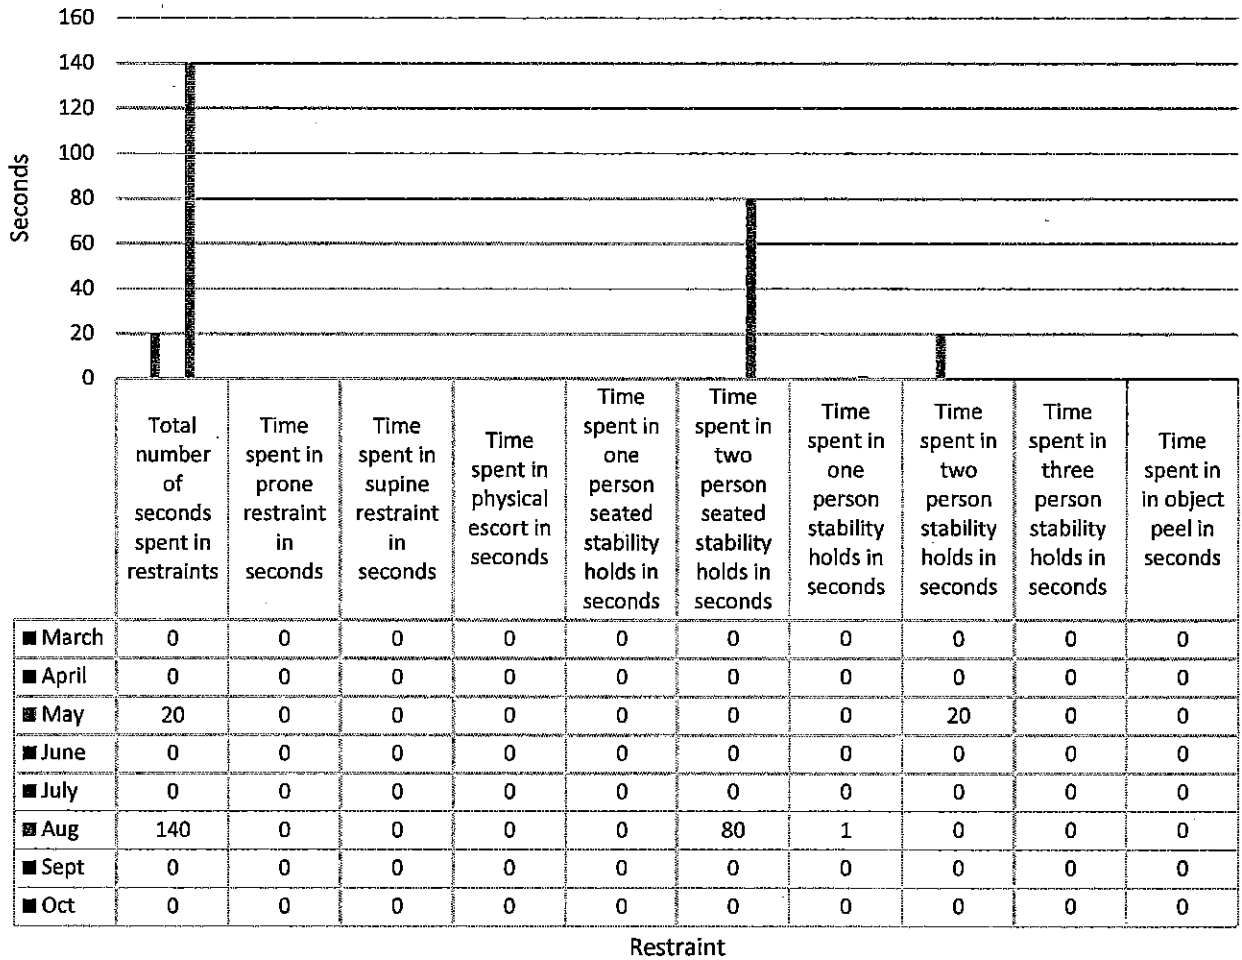 160
140
120
100
80
60
40
20
0
Seconds
Total number of seconds spent in restraints
Time spent in prone restraint in seconds
Time spent in supine restraint in seconds
Time spent in physical escort in seconds
Time spent in one person seated stability holds in seconds
Time spent in two person seated stability holds in seconds
Time spent in one person stability holds in seconds
Time spent in two person stability holds in seconds
Time spent in three person stability holds in seconds
Time spent in in object peel in seconds
March 0 0 0 0 0 0 0 0 0 0
April 0 0 0 0 0 0 0 0 0 0
May 20 0 0 0 0 0 0 20 0 0
June 0 0 0 0 0 0 0 0 0 0
July 0 0 0 0 0 0 0 0 0 0
Aug 140 0 0 0 0 80 1 0 0 0
Sept 0 0 0 0 0 0 0 0 0 0
Oct 0 0 0 0 0 0 0 0 0 0
Restraint